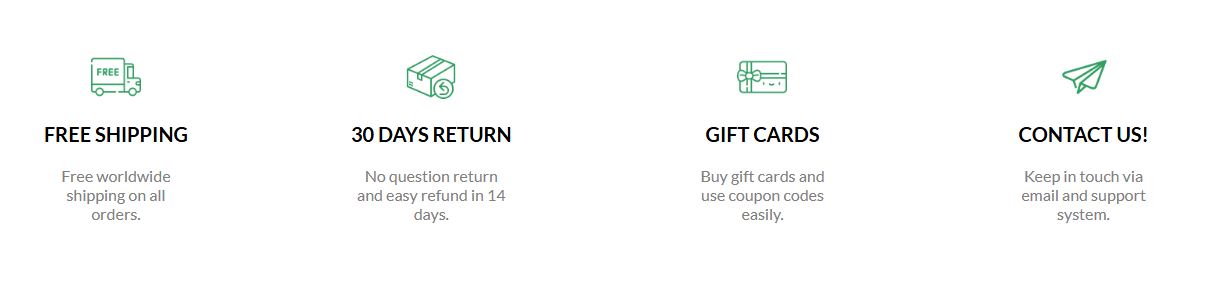 FREE
FREE SHIPPING
Free worldwide
shipping on all
orders.
30 DAYS RETURN
No question return
and easy refund in 14
days.
GIFT CARDS
Buy gift cards and
use coupon codes
easily.
CONTACT US!
Keep in touch via
email and support
system.